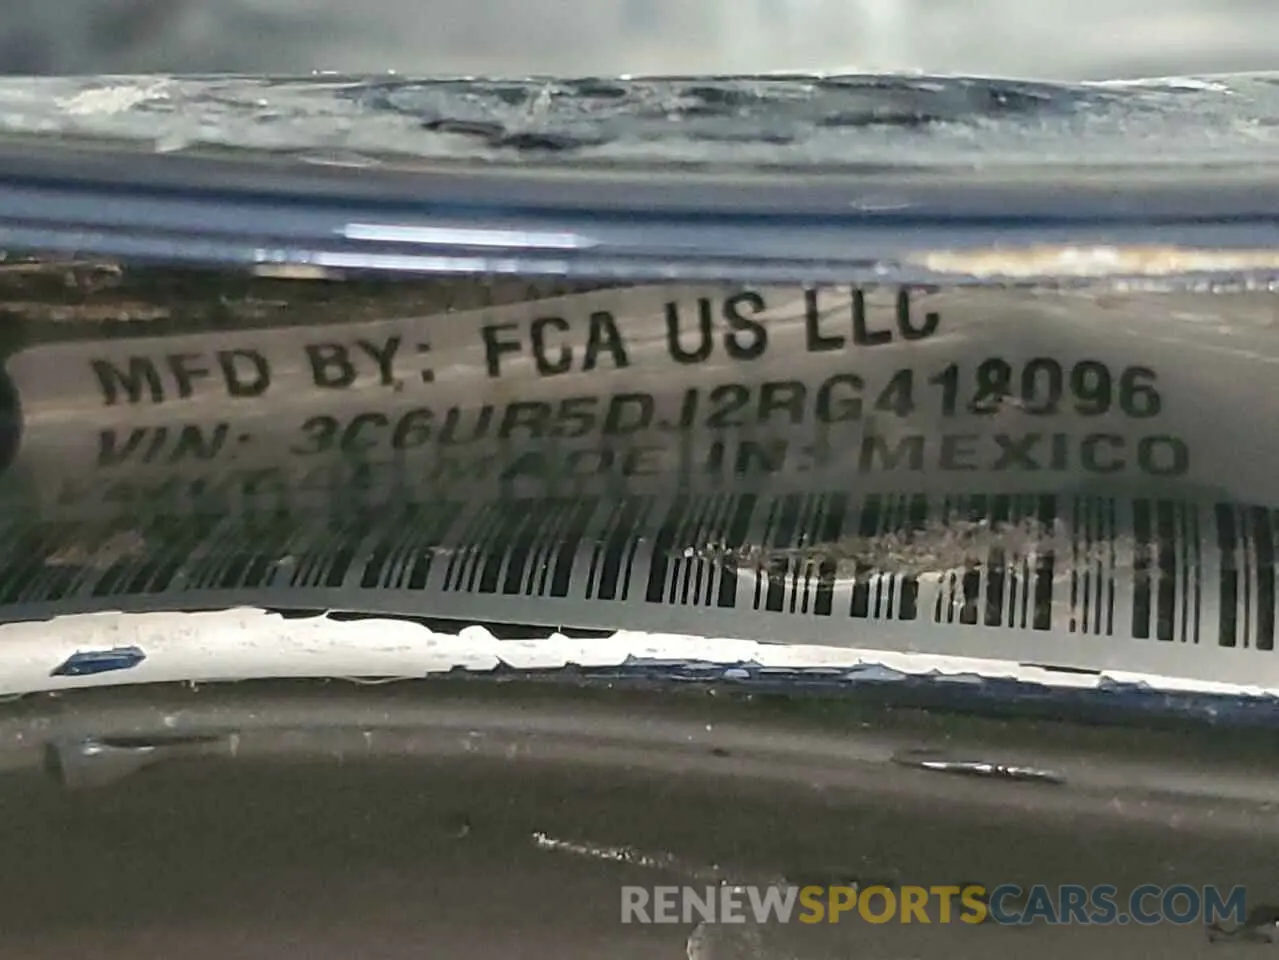 MFD BY: FCA US LLC
VIN: 3C6UR5DJ2RG418096
MADE IN: MEXICO
RENEWSPORTSCARS.COM